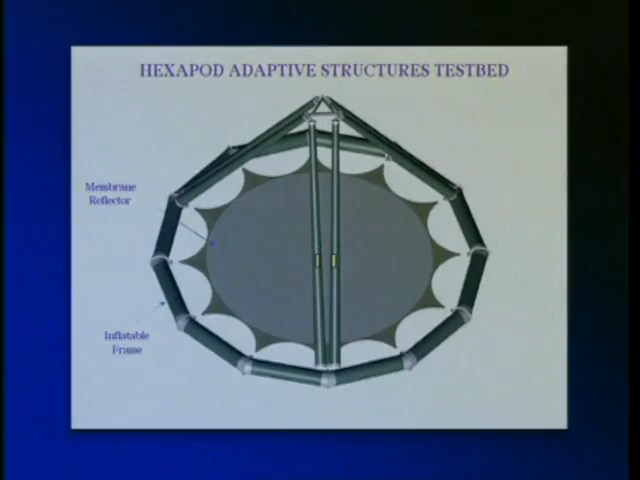 HEXAPOD ADAPTIVE STRUCTURES TESTBED
Membrane
Reflector
Inflatable
Frame